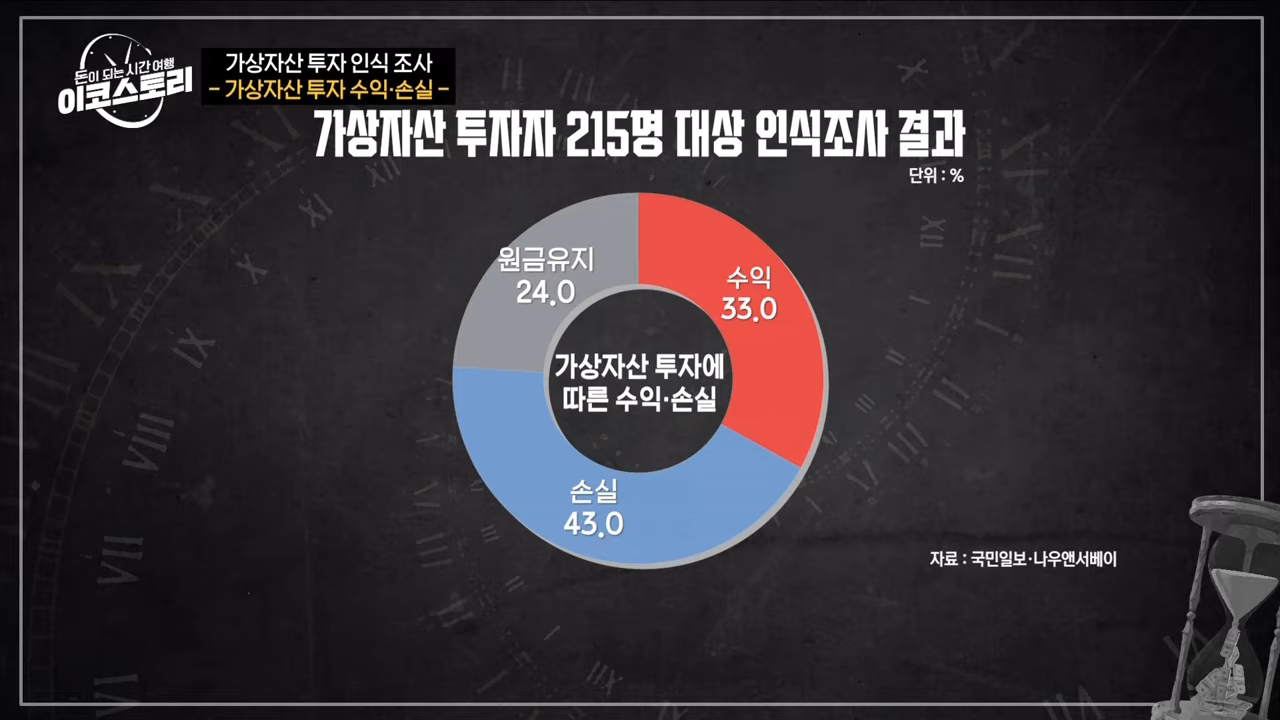 돈이 되는 시간 여행
이코스토리
가상자산 투자 인식 조사
- 가상자산 투자 수익·손실 -
가상자산 투자자 215명 대상 인식조사 결과
단위 : %
원금유지
24.0
수익
33.0
가상자산 투자에
따른 수익·손실
손실
43.0
자료 : 국민일보·나우앤서베이